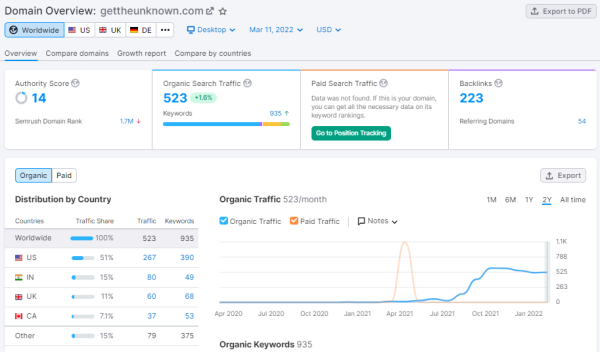 Domain Overview: gettheunknown.com
Export to PDF
Worldwide US UK DE Desktop Mar 11, 2022 USD
Overview Compare domains Growth report Compare by countries
Authority Score
14
Semrush Domain Rank 1.7M ↓
Organic Search Traffic
523 +1.6%
Keywords 935 ↑
Paid Search Traffic
Data was not found. If this is your domain,
you can get all the necessary data on its
keyword rankings.
Go to Position Tracking
Backlinks
223
Referring Domains 54
Organic Paid
Export
Distribution by Country
Countries Traffic Share Traffic Keywords
Worldwide 100% 523 935
US 51% 267 390
IN 15% 80 49
UK 11% 60 68
CA 7.1% 37 53
Other 15% 79 375
Organic Traffic 523/month
1M 6M 1Y 2Y All time
Organic Traffic Paid Traffic Notes
1.1K
788
525
263
0
Apr 2020 Jul 2020 Oct 2020 Jan 2021 Apr 2021 Jul 2021 Oct 2021 Jan 2022
Organic Keywords 935